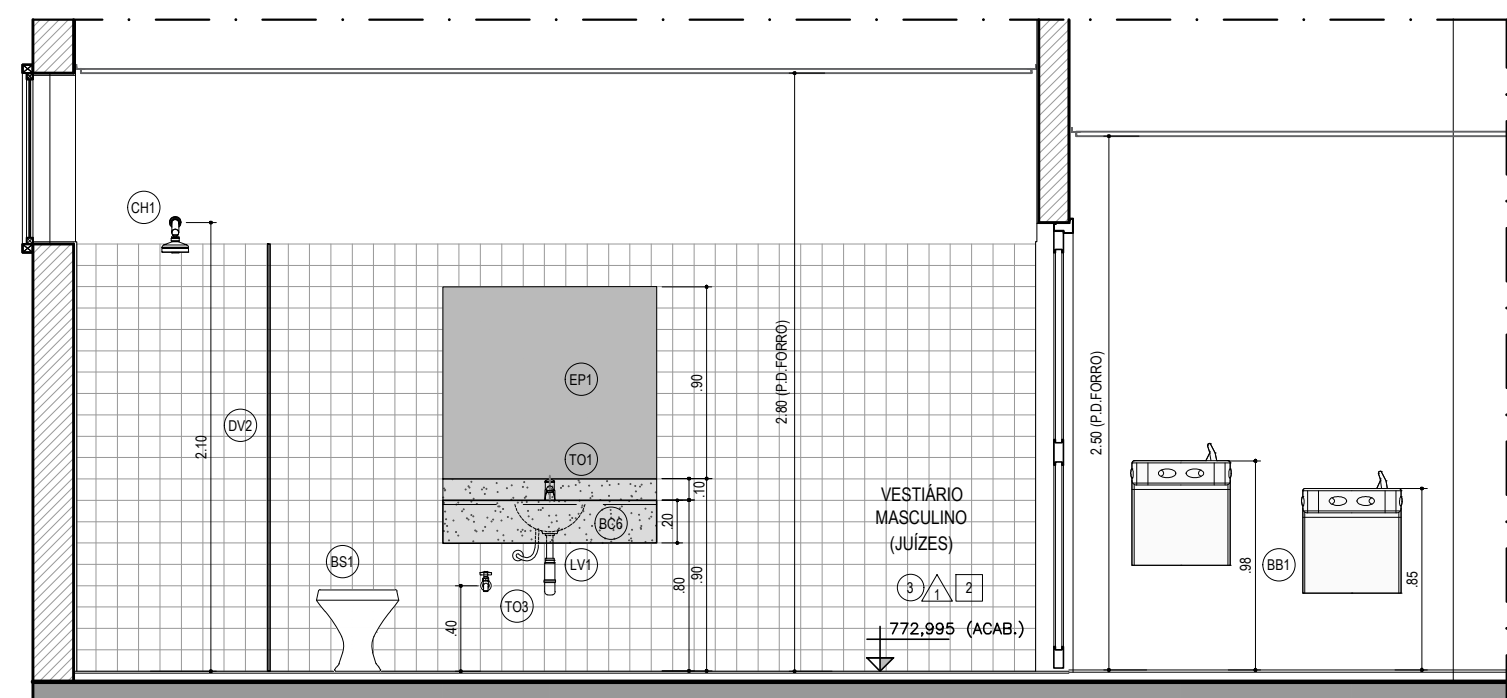 CH1
2.10
DV2
BS1
.40
TO3
EP1
TO1
BC6
LV1
.90
.10
.20
.80
.90
2.80 (P.D.FORRO)
VESTIÁRIO
MASCULINO
(JUÍZES)
3 1 2
772,995 (ACAB.)
2.50 (P.D.FORRO)
.98
BB1
.85